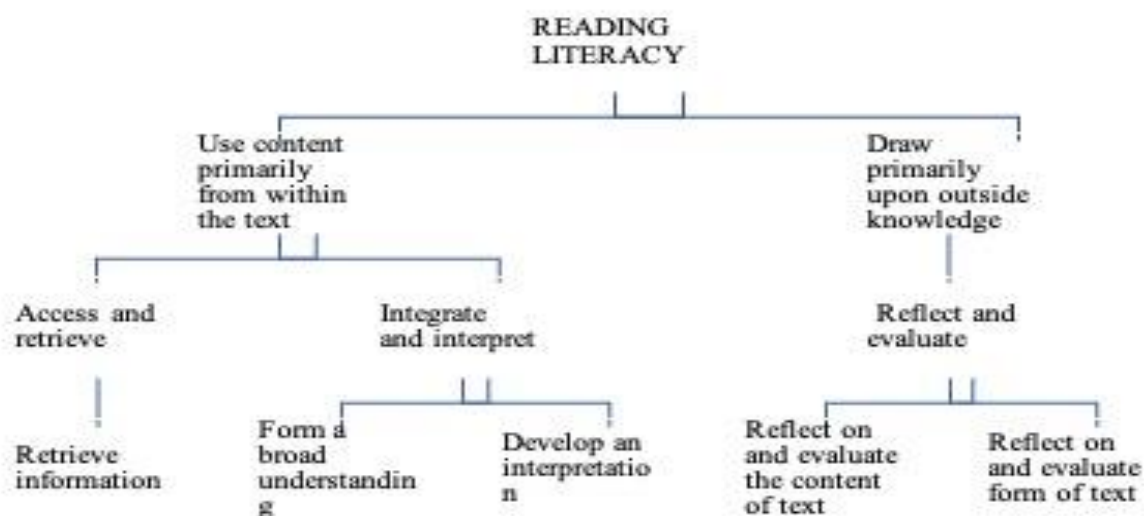 READING
LITERACY
Use content
primarily
from within
the text
Draw
primarily
upon outside
knowledge
Access and
retrieve
Integrate
and interpret
Reflect and
evaluate
Retrieve
information
Form a
broad
understandin
g
Develop an
interpretatio
n
Reflect on
and evaluate
the content
of text
Reflect on
and evaluate
form of text